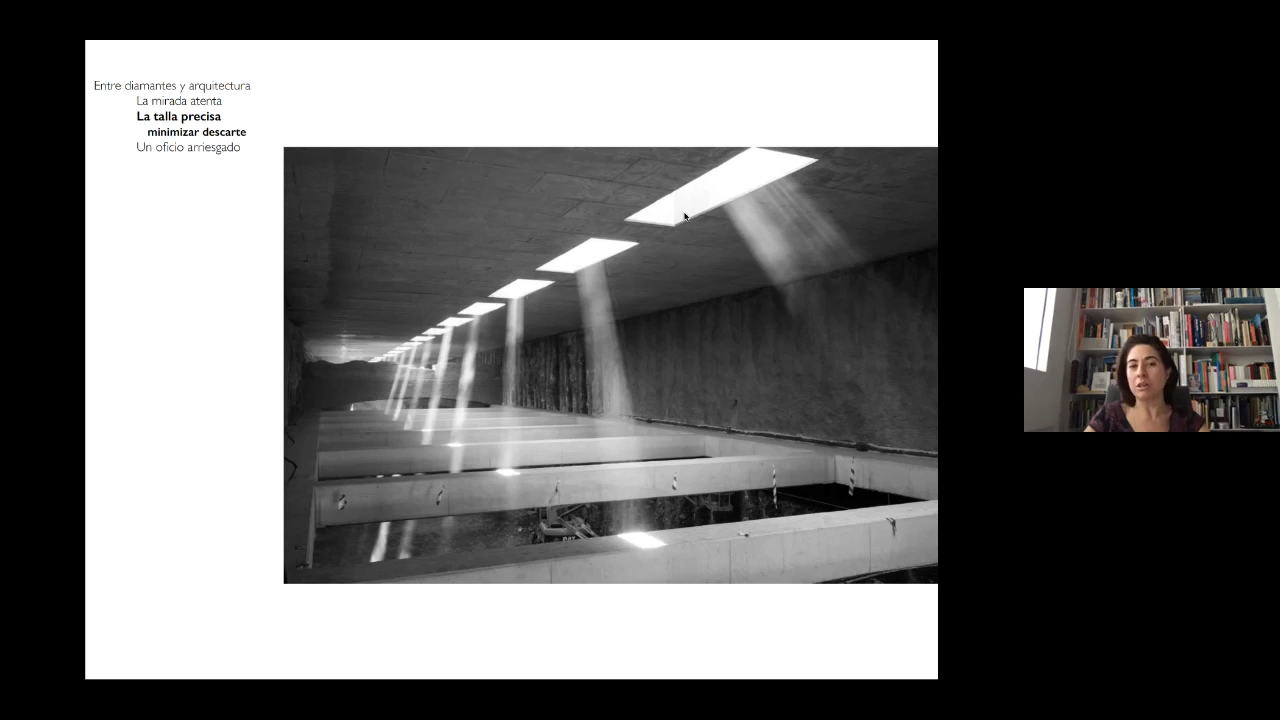 Entre diamantes y arquitectura
La mirada atenta
La talla precisa
minimizar descarte
Un oficio arriesgado